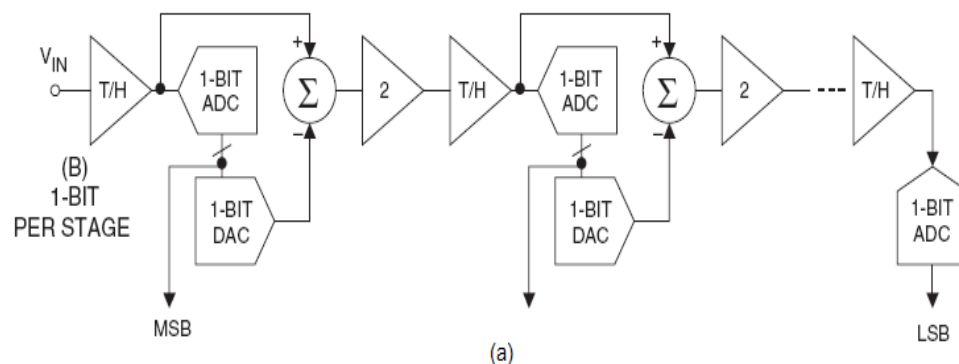 V_IN
T/H
1-BIT
ADC
+
Σ
−
2
T/H
1-BIT
ADC
+
Σ
−
2
T/H
(B)
1-BIT
PER STAGE
1-BIT
DAC
1-BIT
DAC
1-BIT
ADC
MSB
LSB
(a)